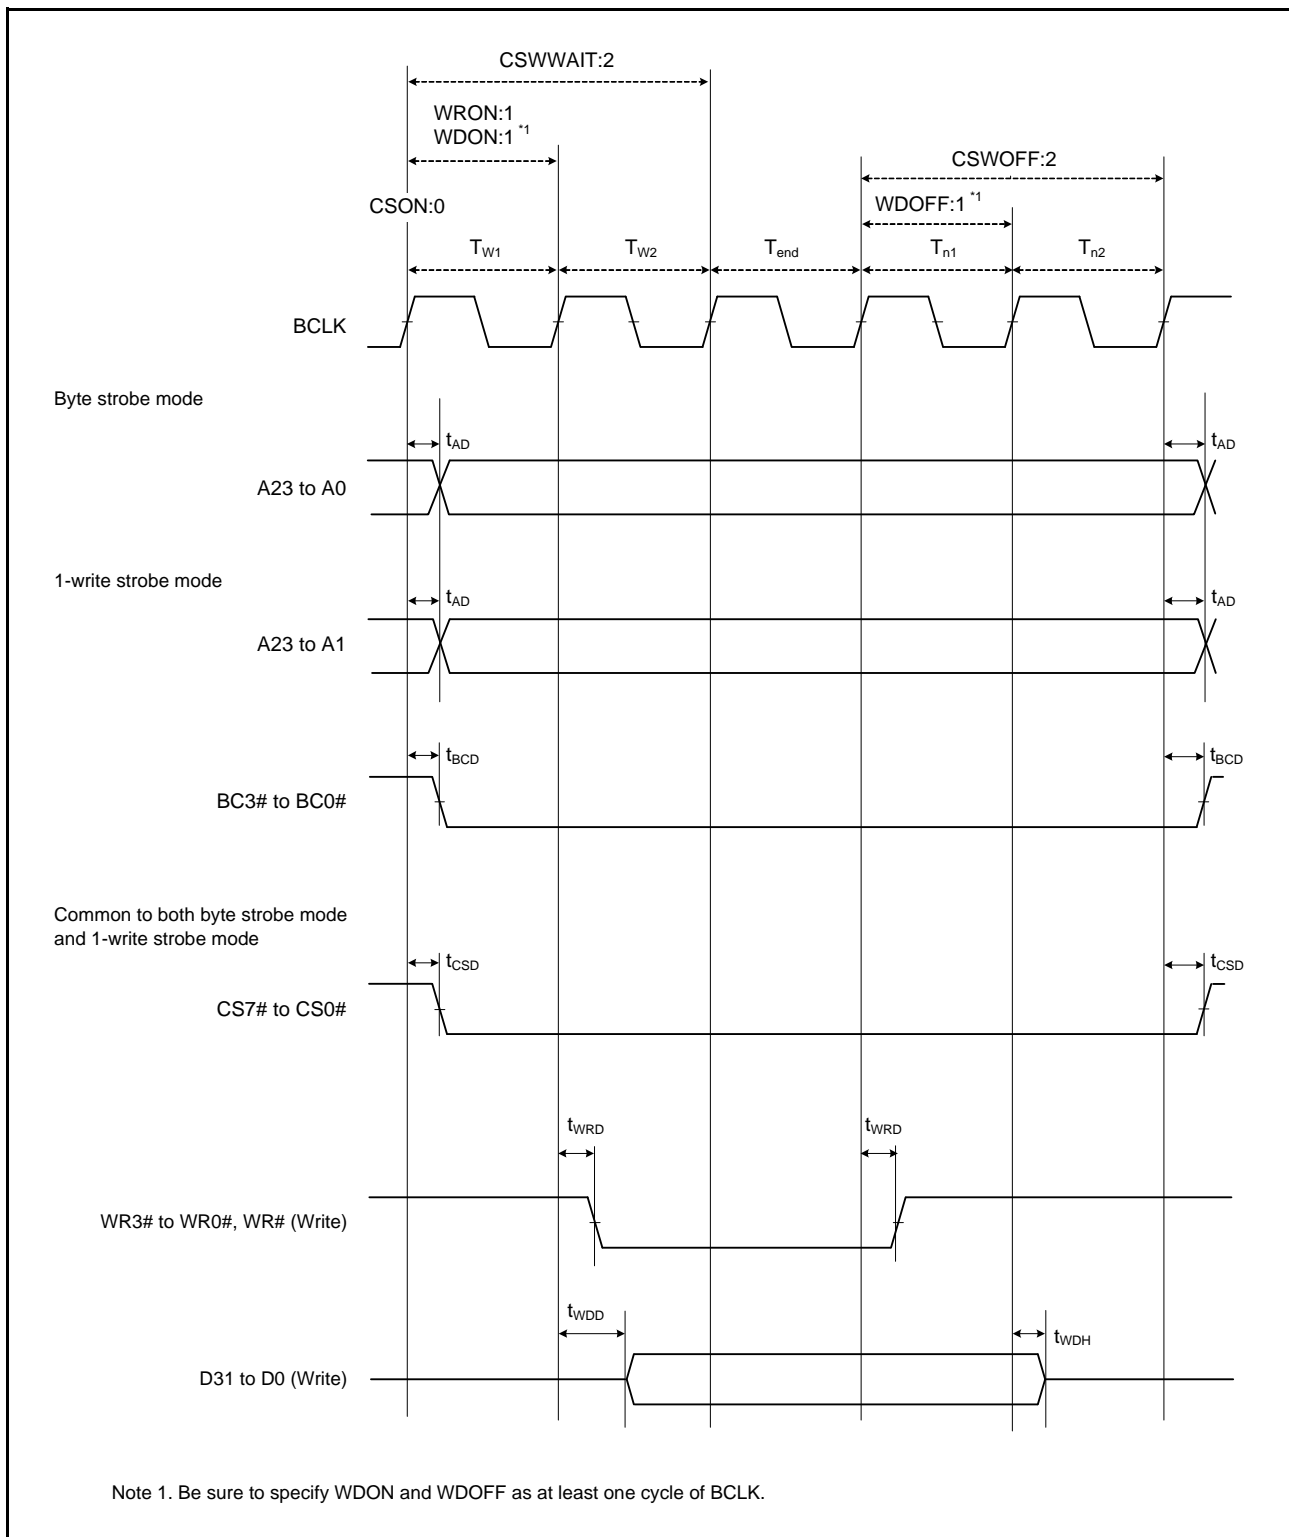 CSWWAIT:2
WRON:1
WDON:1 *1
CSWOFF:2
WDOFF:1 *1
CSON:0
TW1
TW2
Tend
Tn1
Tn2
BCLK
Byte strobe mode
tAD
tAD
A23 to A0
1-write strobe mode
tAD
tAD
A23 to A1
tBCD
tBCD
BC3# to BC0#
Common to both byte strobe mode
and 1-write strobe mode
tCSD
tCSD
CS7# to CS0#
tWRD
tWRD
WR3# to WR0#, WR# (Write)
tWDD
tWDH
D31 to D0 (Write)
Note 1. Be sure to specify WDON and WDOFF as at least one cycle of BCLK.